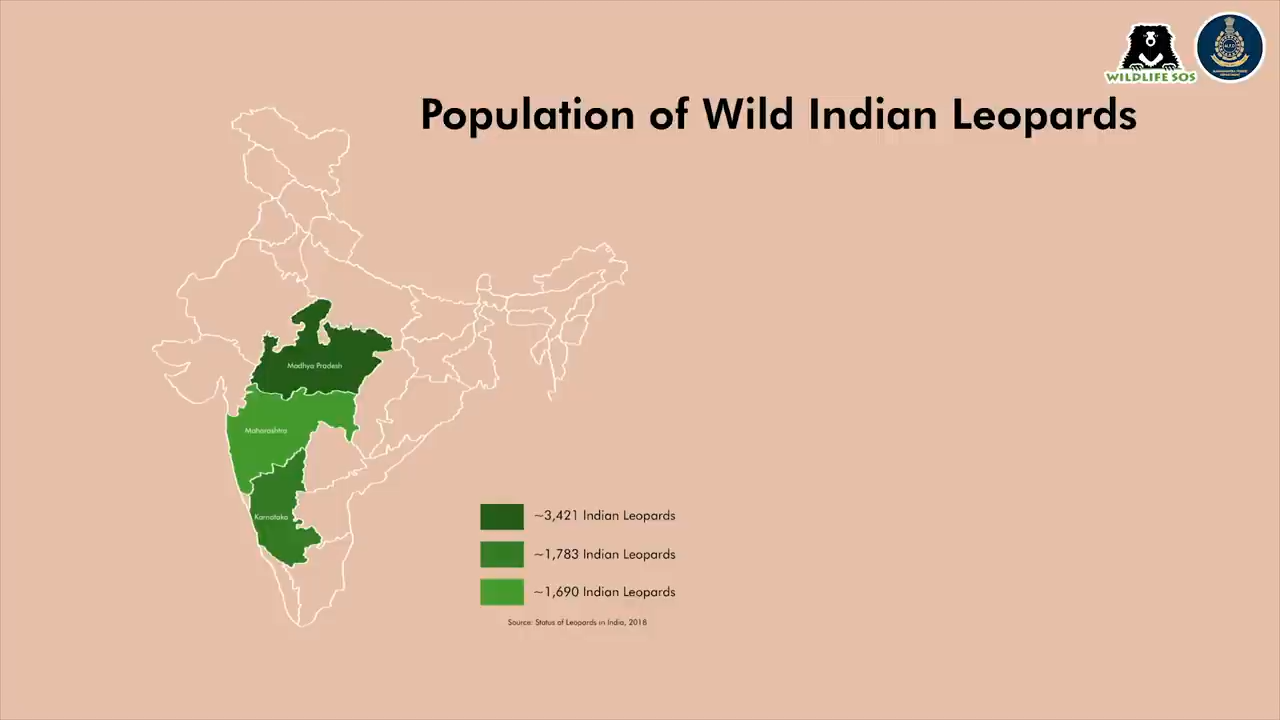 WILDLIFE SOS
Population of Wild Indian Leopards
Madhya Pradesh
Maharashtra
Karnataka
~3,421 Indian Leopards
~1,783 Indian Leopards
~1,690 Indian Leopards
Source: Status of Leopards in India, 2018